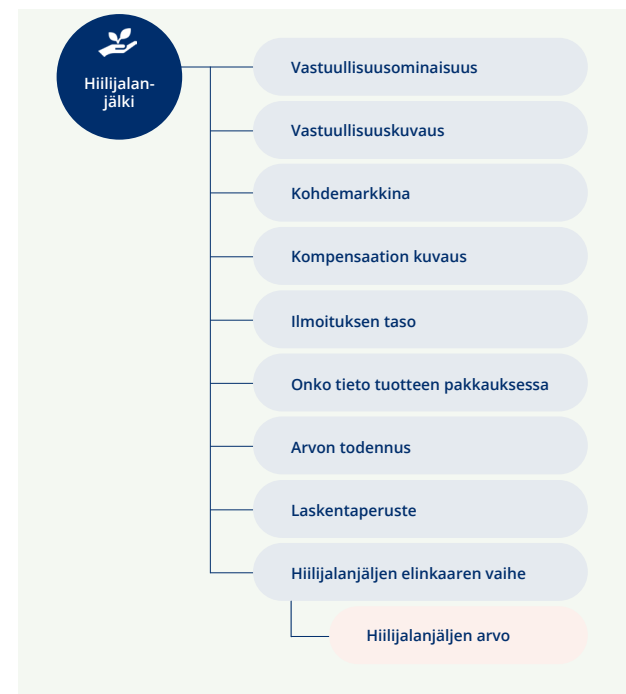 Hiilijalan-
jälki
Vastuullisuusominaisuus
Vastuullisuuskuvaus
Kohdemarkkina
Kompensaation kuvaus
Ilmoituksen taso
Onko tieto tuotteen pakkauksessa
Arvon todennus
Laskentaperuste
Hiilijalanjäljen elinkaaren vaihe
Hiilijalanjäljen arvo